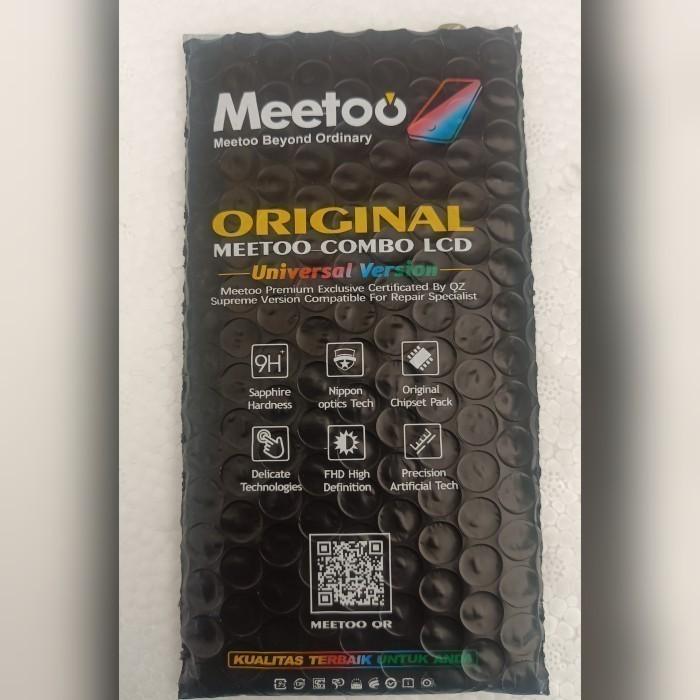 Meetoo
Meetoo Beyond Ordinary
ORIGINAL
MEETOO COMBO LCD
Universal Version
Meetoo Premium Exclusive Certificated By QZ
Supreme Version Compatible For Repair Specialist
9H+
Sapphire Hardness
Nippon optics Tech
Original Chipset Pack
Delicate Technologies
FHD High Definition
Precision Artificial Tech
MEETOO QR
KUALITAS TERBAIK UNTUK ANDA